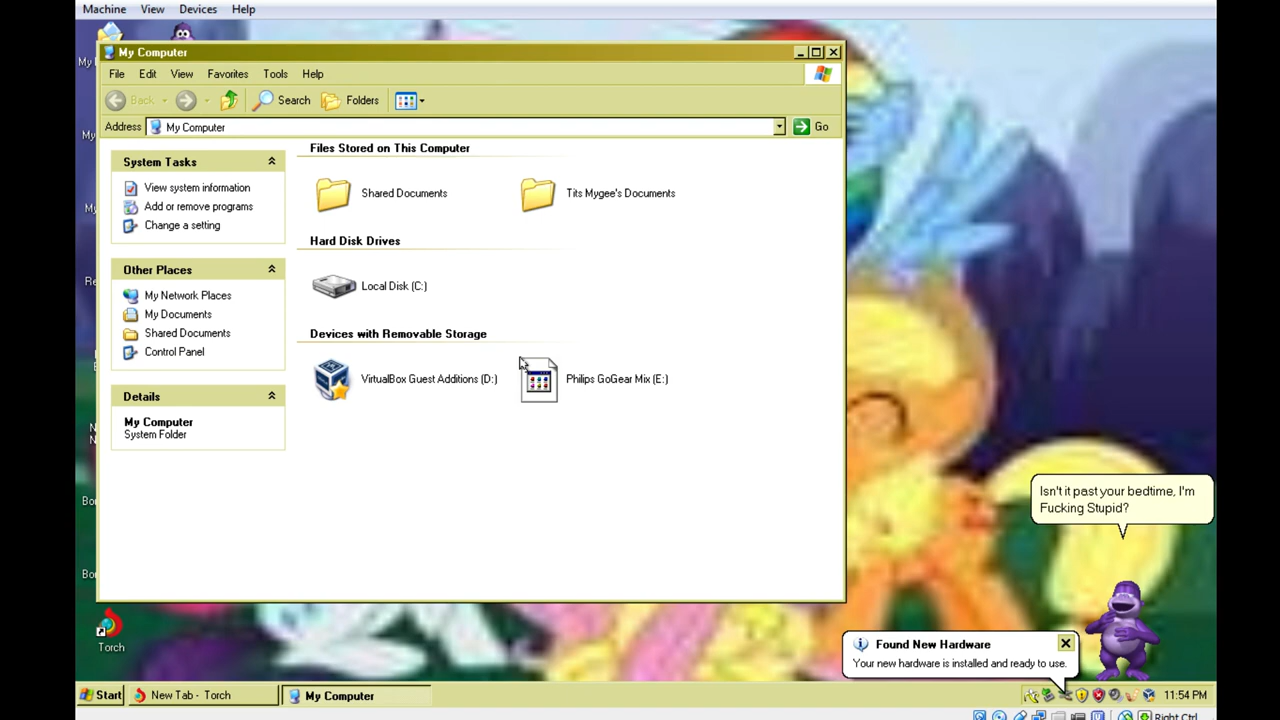 Machine View Devices Help
My Computer
File Edit View Favorites Tools Help
Back Search Folders
Address My Computer Go
System Tasks
View system information
Add or remove programs
Change a setting
Other Places
My Network Places
My Documents
Shared Documents
Control Panel
Details
My Computer
System Folder
Files Stored on This Computer
Shared Documents Tits Mygee's Documents
Hard Disk Drives
Local Disk (C:)
Devices with Removable Storage
VirtualBox Guest Additions (D:) Philips GoGear Mix (E:)
Isn't it past your bedtime, I'm
Fucking Stupid?
Torch
Found New Hardware
Your new hardware is installed and ready to use.
Start New Tab - Torch My Computer 11:54 PM
Right Ctrl